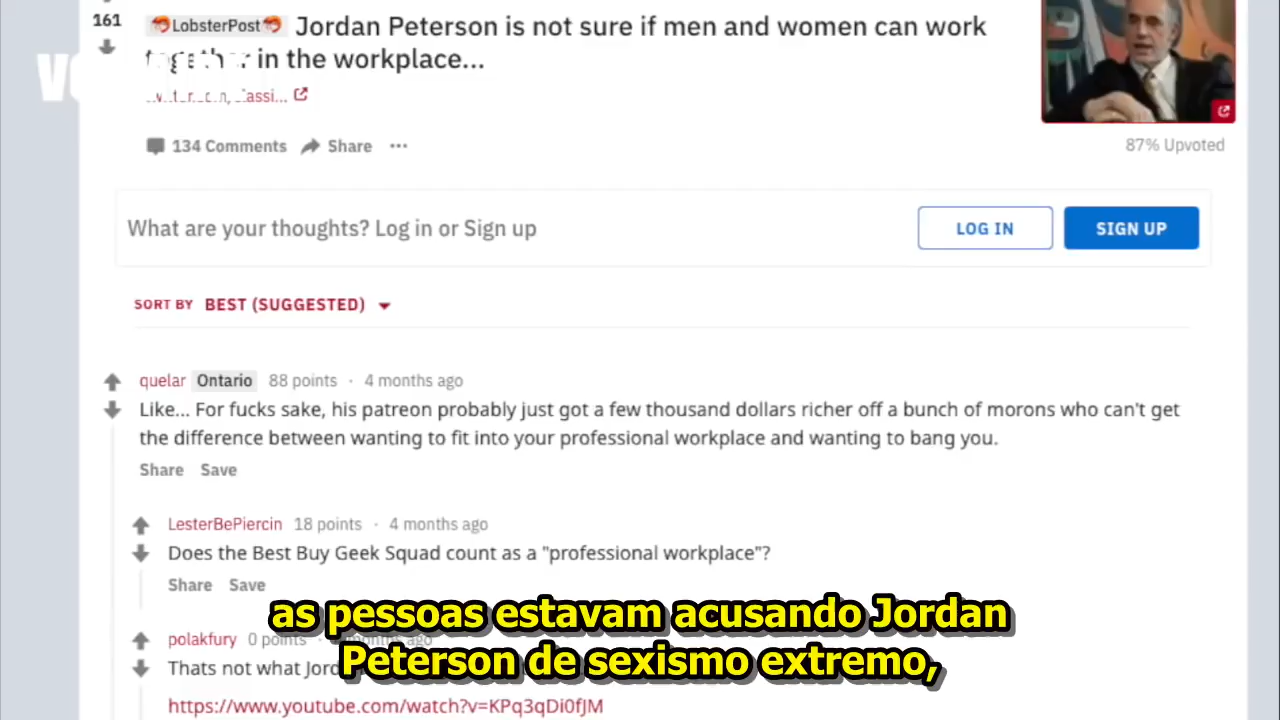 161
LobsterPost Jordan Peterson is not sure if men and women can work
together in the workplace...
134 Comments Share ...
87% Upvoted
What are your thoughts? Log in or Sign up
LOG IN
SIGN UP
SORT BY BEST (SUGGESTED)
quelar Ontario 88 points · 4 months ago
Like... For fucks sake, his patreon probably just got a few thousand dollars richer off a bunch of morons who can't get
the difference between wanting to fit into your professional workplace and wanting to bang you.
Share Save
LesterBePiercin 18 points · 4 months ago
Does the Best Buy Geek Squad count as a "professional workplace"?
Share Save
as pessoas estavam acusando Jordan
polakfury 0 points · months ago
Peterson de sexismo extremo,
Thats not what
https://www.youtube.com/watch?v=KPq3qDi0fJM